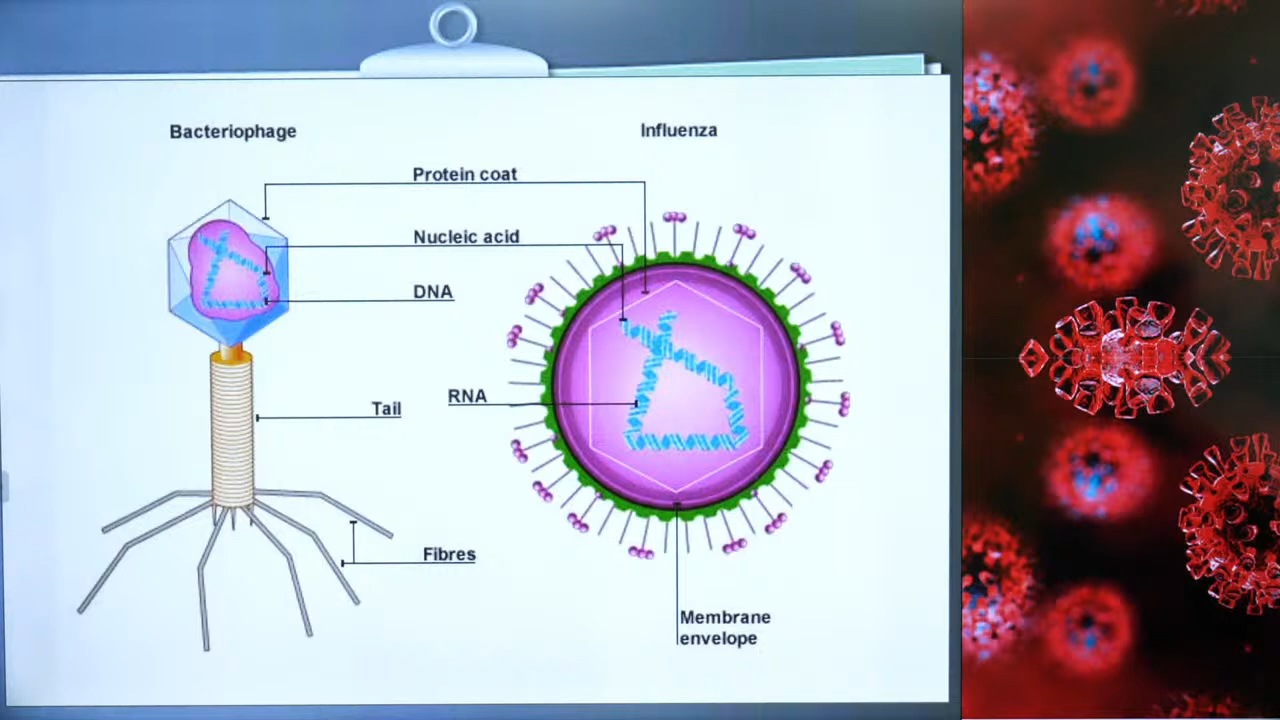 Bacteriophage
Influenza
Protein coat
Nucleic acid
DNA
Tail
RNA
Fibres
Membrane
envelope